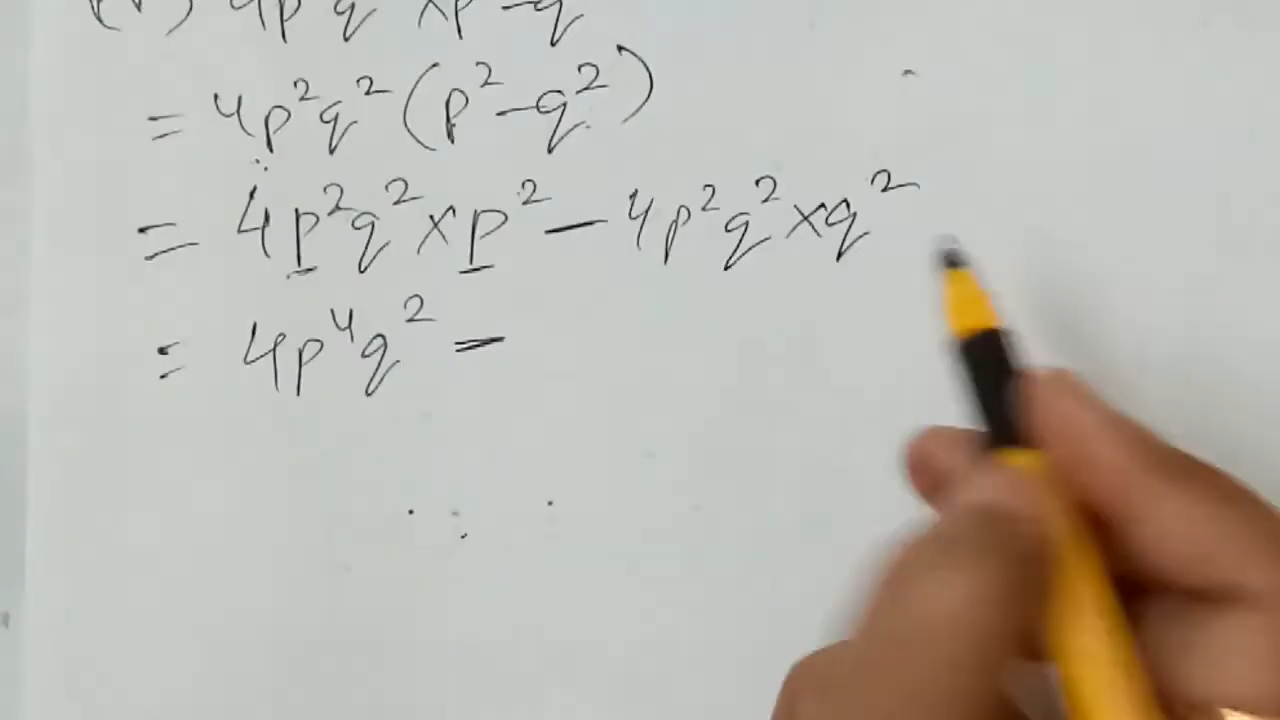 = 4p²q² (p²-q²)
= 4p²q² × p² - 4p²q² × q²
= 4p⁴q² -